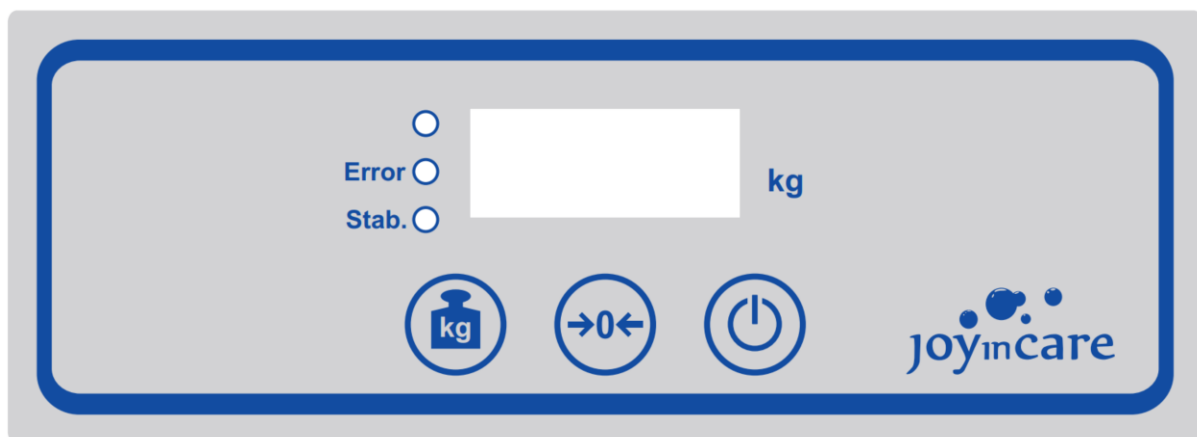 Error
Stab.
kg
kg
→0←
joyincare